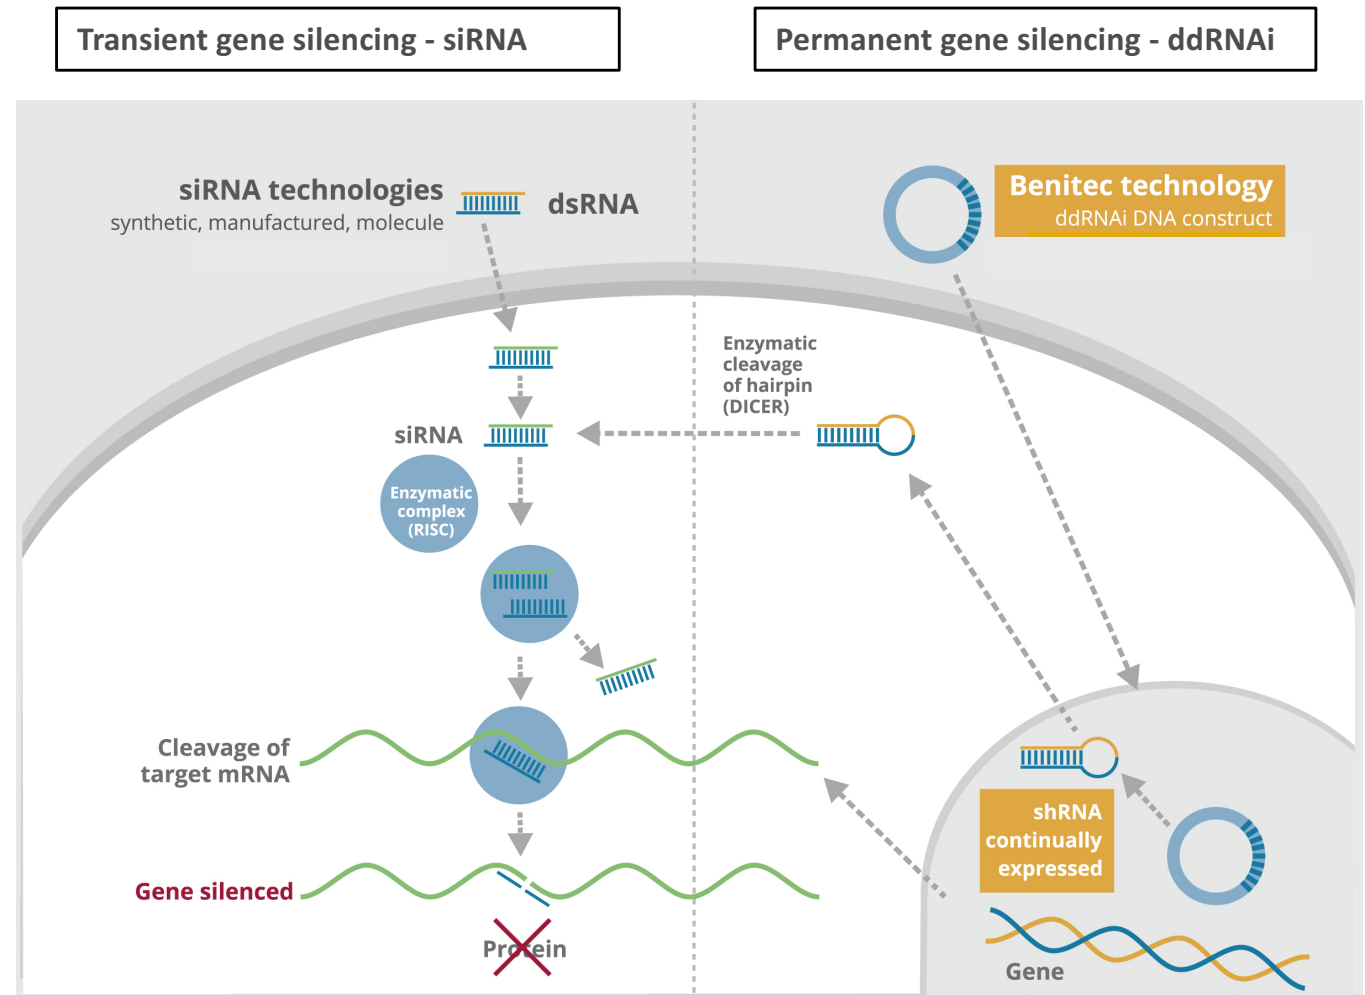 Transient gene silencing - siRNA
Permanent gene silencing - ddRNAi
siRNA technologies
synthetic, manufactured, molecule
dsRNA
Benitec technology
ddRNAi DNA construct
Enzymatic
cleavage
of hairpin
(DICER)
siRNA
Enzymatic
complex
(RISC)
Cleavage of
target mRNA
shRNA
continually
expressed
Gene silenced
Protein
Gene